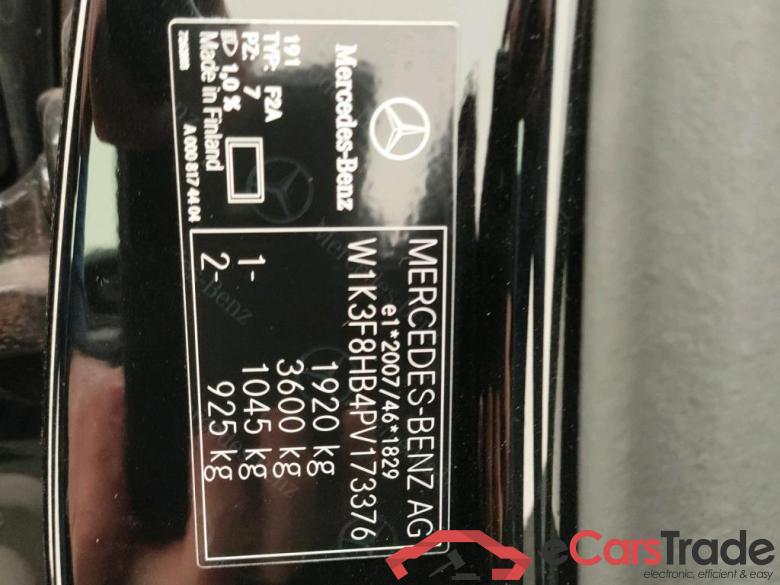 Mercedes-Benz
191
TYP: F2A
PZ: 7
1,0 %
Made in Finland
A 000 817 44 04
MERCEDES-BENZ AG
e1*2007/46*1829
W1K3F8HB4PV173376
1920 kg
3600 kg
1- 1045 kg
2- 925 kg
eCarsTrade
electronic, efficient & easy